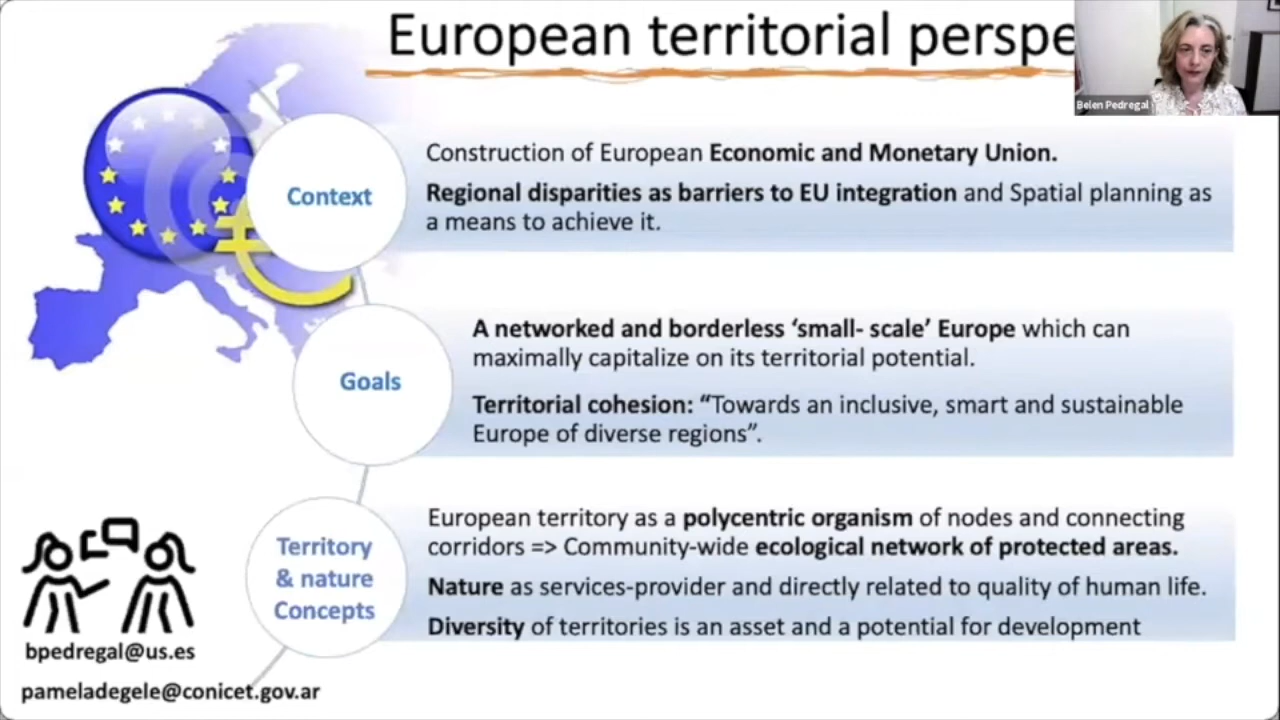 European territorial perspe
Belen Pedregal
Context
Construction of European Economic and Monetary Union.
Regional disparities as barriers to EU integration and Spatial planning as
a means to achieve it.
Goals
A networked and borderless ‘small- scale’ Europe which can
maximally capitalize on its territorial potential.
Territorial cohesion: “Towards an inclusive, smart and sustainable
Europe of diverse regions”.
Territory
& nature
Concepts
European territory as a polycentric organism of nodes and connecting
corridors => Community-wide ecological network of protected areas.
Nature as services-provider and directly related to quality of human life.
Diversity of territories is an asset and a potential for development
bpedregal@us.es
pameladegele@conicet.gov.ar